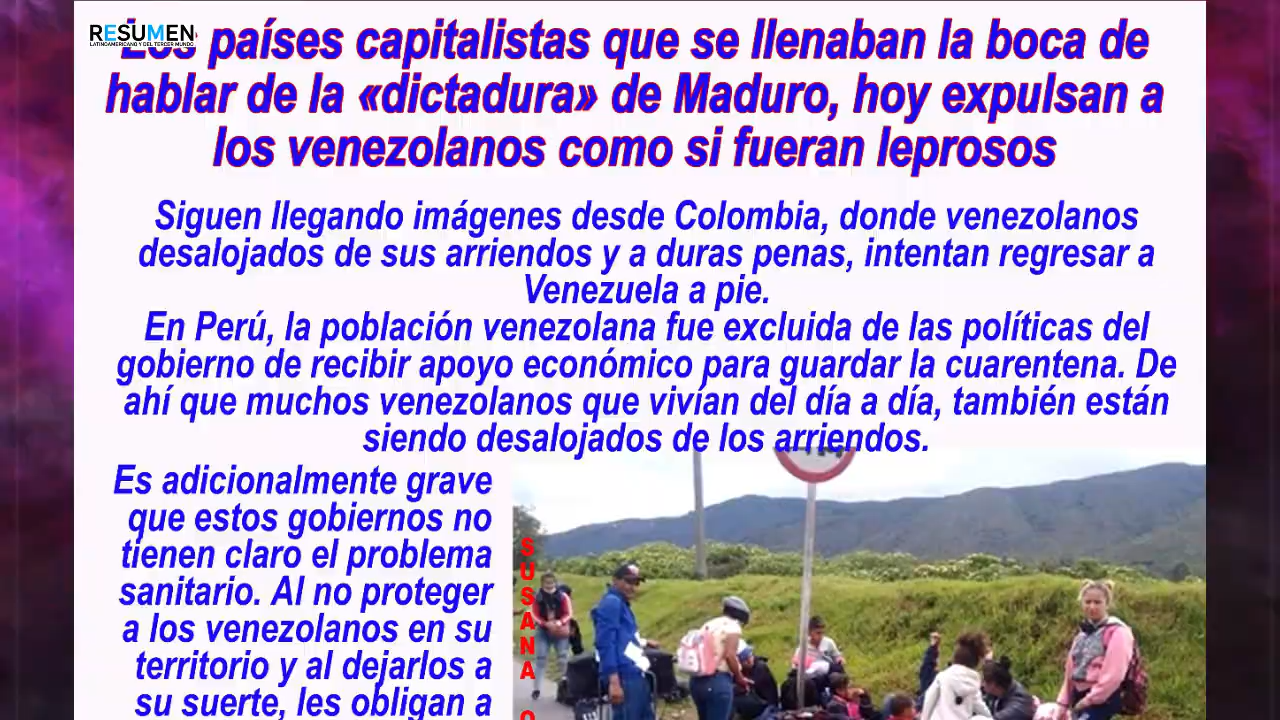 RESUMEN
LATINOAMERICANO Y DEL TERCER MUNDO
Los países capitalistas que se llenaban la boca de
hablar de la «dictadura» de Maduro, hoy expulsan a
los venezolanos como si fueran leprosos
Siguen llegando imágenes desde Colombia, donde venezolanos
desalojados de sus arriendos y a duras penas, intentan regresar a
Venezuela a pie.
En Perú, la población venezolana fue excluida de las políticas del
gobierno de recibir apoyo económico para guardar la cuarentena. De
ahí que muchos venezolanos que vivían del día a día, también están
siendo desalojados de los arriendos.
Es adicionalmente grave
que estos gobiernos no
tienen claro el problema
sanitario. Al no proteger
a los venezolanos en su
territorio y al dejarlos a
su suerte, les obligan a
SUSANA